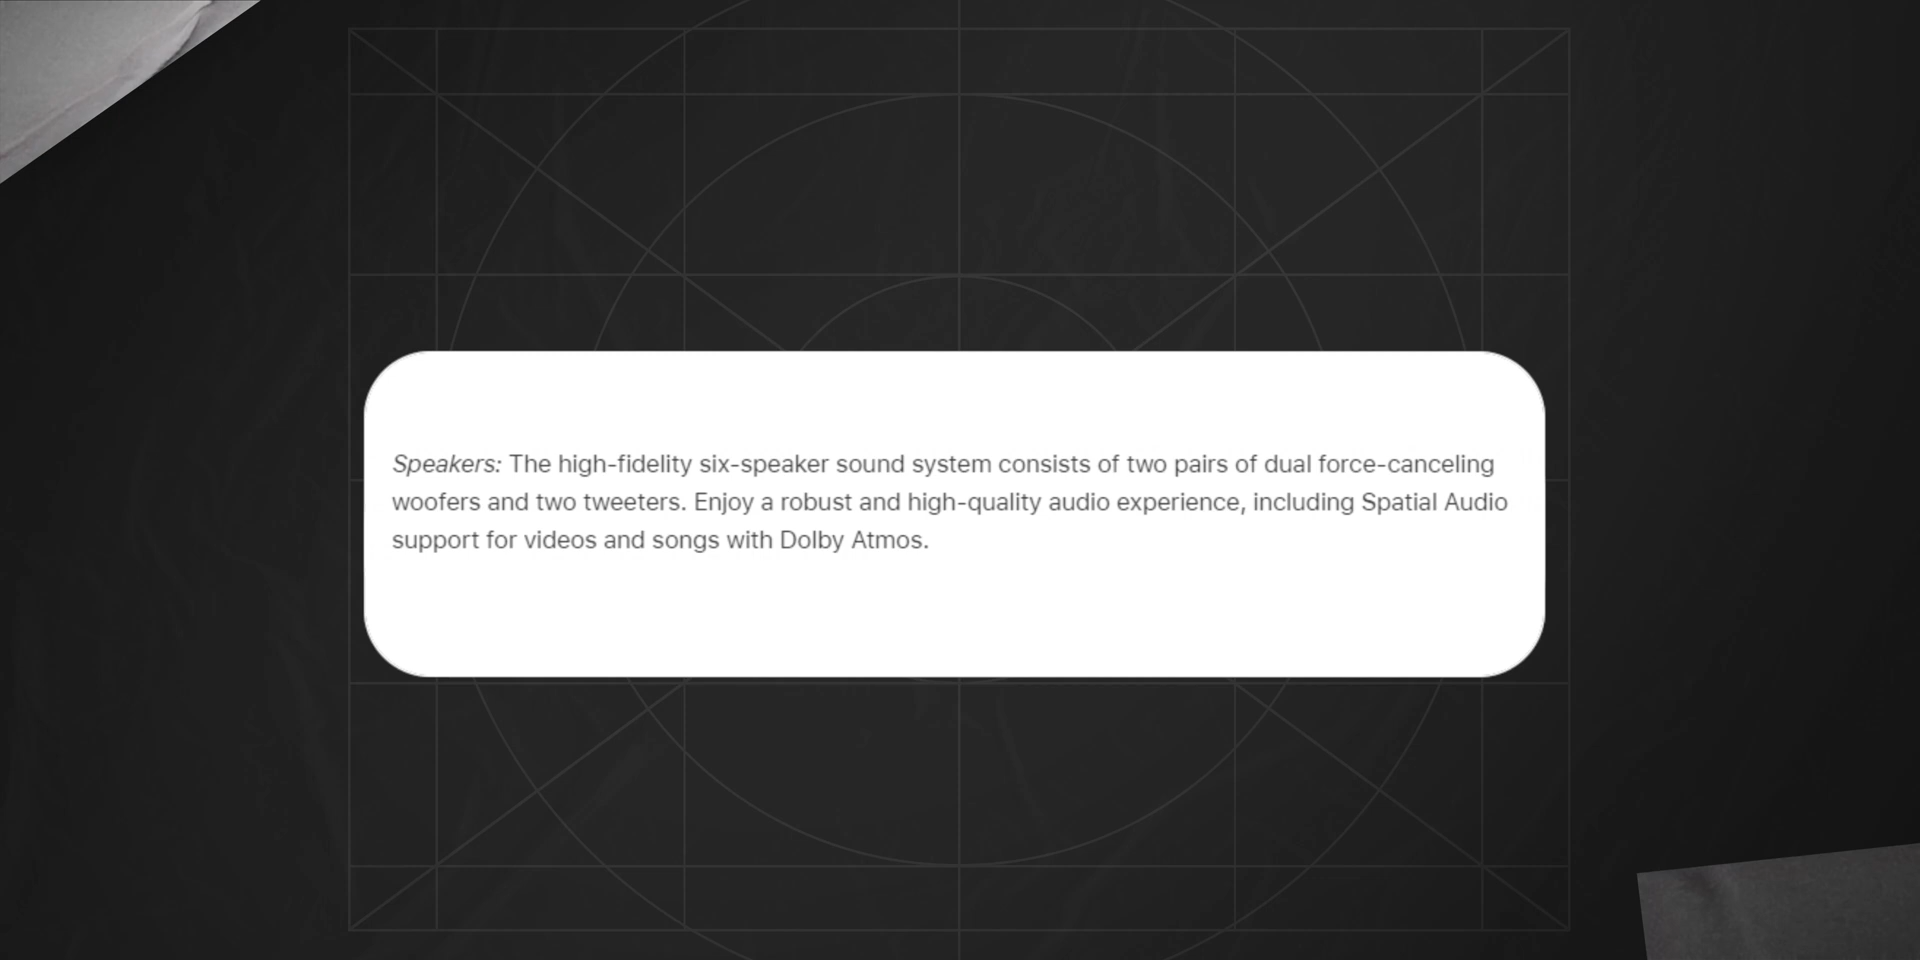 Speakers: The high-fidelity six-speaker sound system consists of two pairs of dual force-canceling
woofers and two tweeters. Enjoy a robust and high-quality audio experience, including Spatial Audio
support for videos and songs with Dolby Atmos.